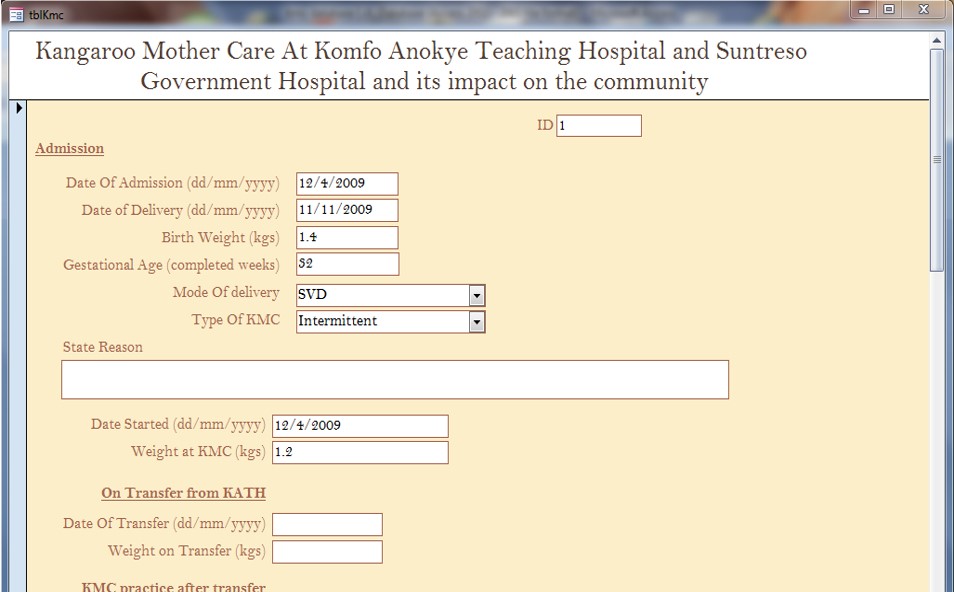 tblKmc
Kangaroo Mother Care At Komfo Anokye Teaching Hospital and Suntreso
Government Hospital and its impact on the community
ID 1
Admission
Date Of Admission (dd/mm/yyyy) 12/4/2009
Date of Delivery (dd/mm/yyyy) 11/11/2009
Birth Weight (kgs) 1.4
Gestational Age (completed weeks) 32
Mode Of delivery SVD
Type Of KMC Intermittent
State Reason
Date Started (dd/mm/yyyy) 12/4/2009
Weight at KMC (kgs) 1.2
On Transfer from KATH
Date Of Transfer (dd/mm/yyyy)
Weight on Transfer (kgs)
KMC practice after transfer